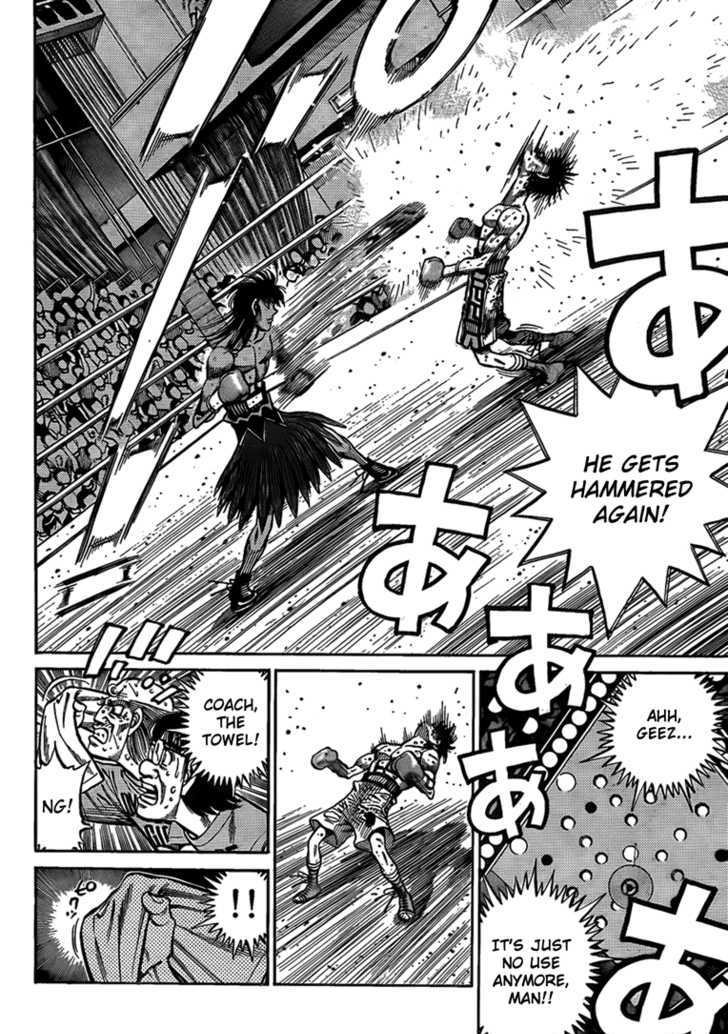 あ
HE GETS
HAMMERED
AGAIN!
あ
あ
あ
AHH,
GEEZ...
COACH,
THE
TOWEL!
NG!
!!
IT'S JUST
NO USE
ANYMORE,
MAN!!
あ